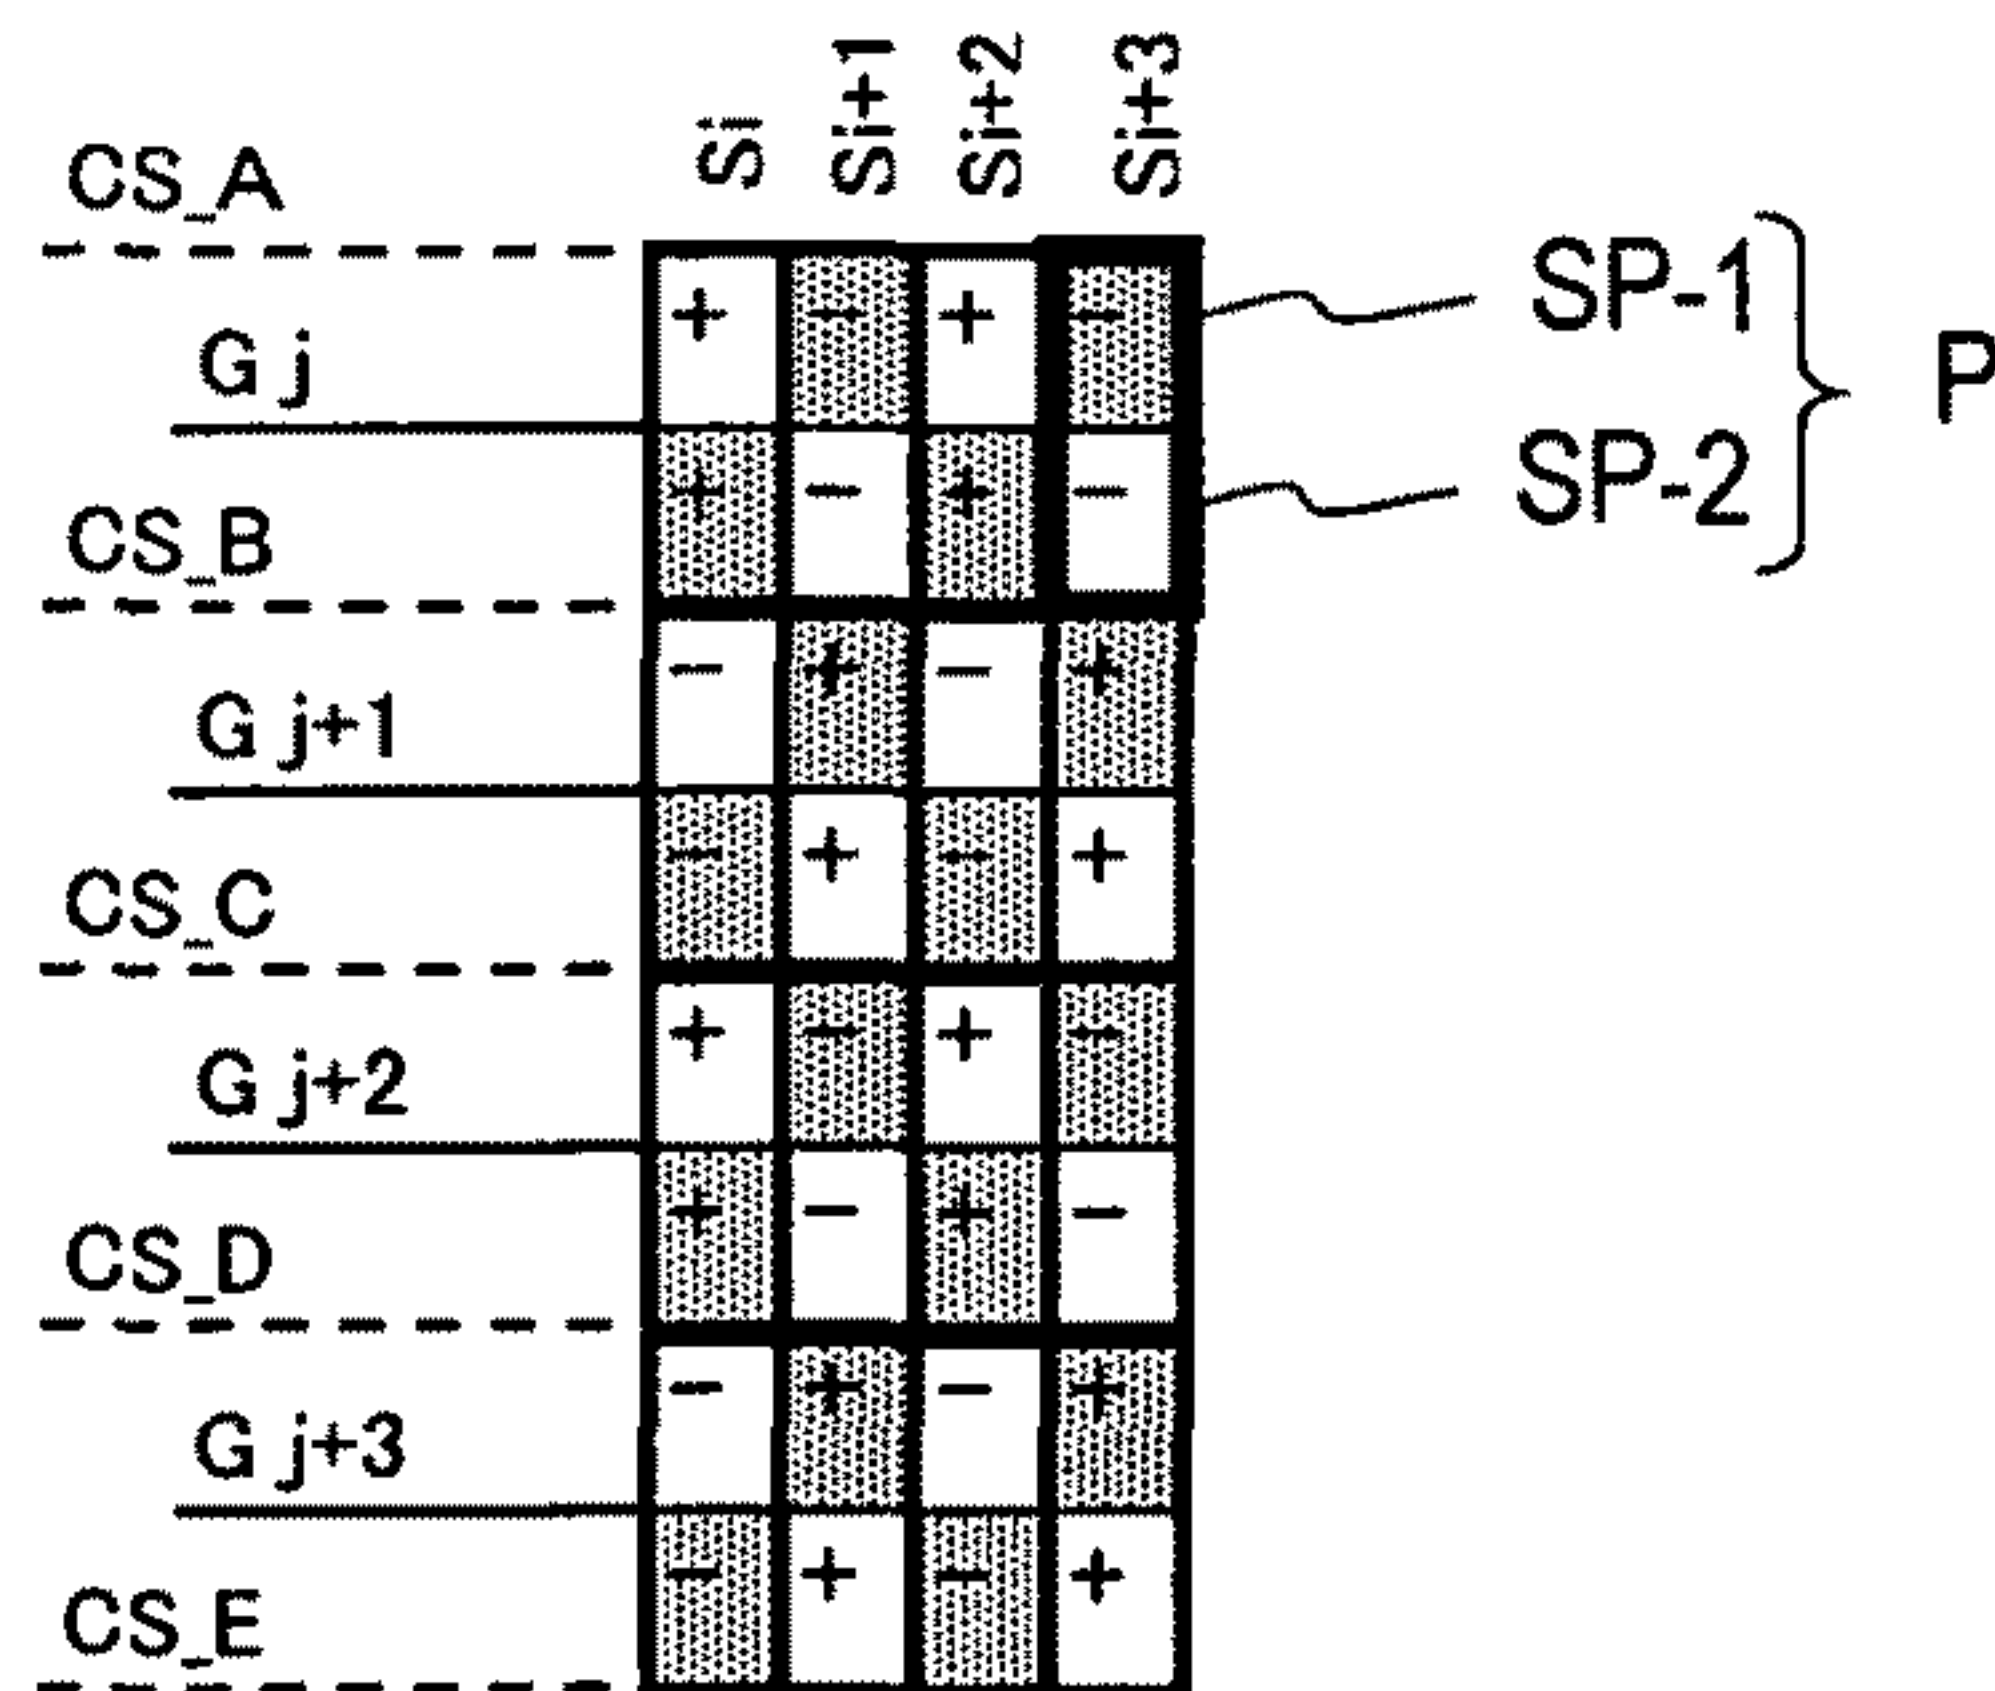 Si Si+1 Si+2 Si+3
CS_A
+ - + - SP-1
G j
P
+ - + - SP-2
CS_B
- + - +
G j+1
- + - +
CS_C
+ - + -
G j+2
+ - + -
CS_D
- + - +
G j+3
- + - +
CS_E